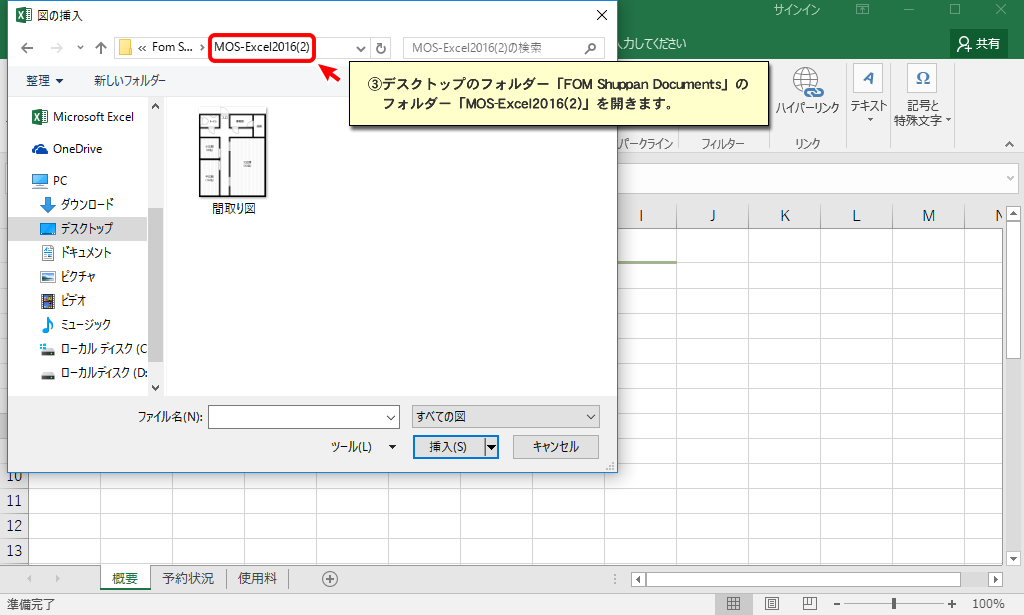 図の挿入
サインイン
« Fom S... › MOS-Excel2016(2)
MOS-Excel2016(2)の検索
入力してください
共有
整理
新しいフォルダー
③デスクトップのフォルダー「FOM Shuppan Documents」の
フォルダー「MOS-Excel2016(2)」を開きます。
ハイパーリンク
テキスト
記号と
特殊文字
パークライン
フィルター
リンク
Microsoft Excel
OneDrive
PC
ダウンロード
デスクトップ
ドキュメント
ピクチャ
ビデオ
ミュージック
ローカル ディスク (C
ローカルディスク (D:
間取り図
I J K L M N
ファイル名(N):
すべての図
ツール(L)
挿入(S)
キャンセル
10
11
12
13
概要
予約状況
使用料
準備完了
100%